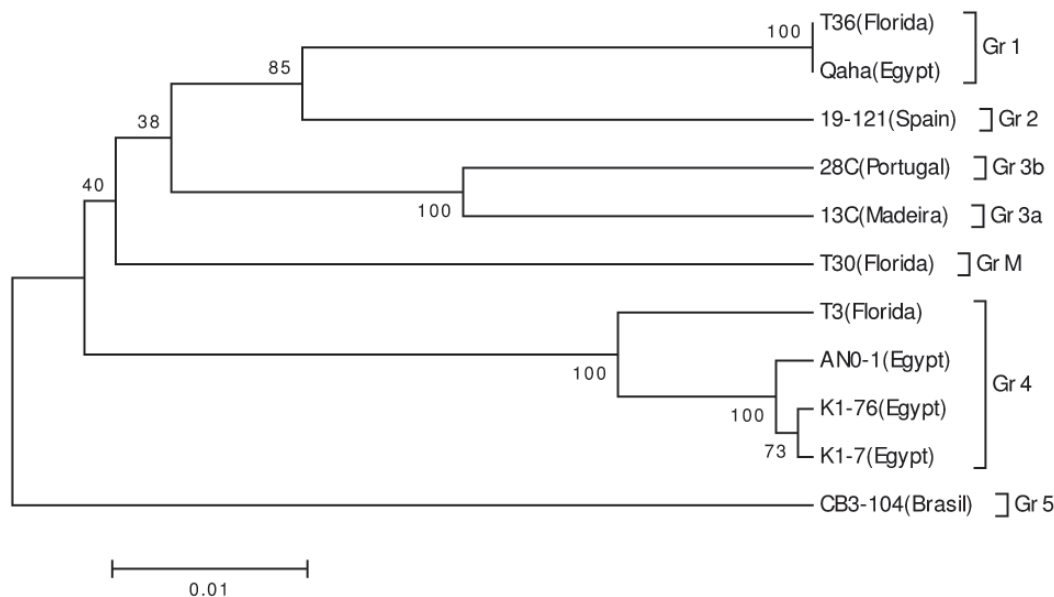 100
T36(Florida)
Gr 1
Qaha(Egypt)
85
19-121(Spain)
Gr 2
38
28C(Portugal)
Gr 3b
100
13C(Madeira)
Gr 3a
40
T30(Florida)
Gr M
T3(Florida)
100
AN0-1(Egypt)
Gr 4
100
K1-76(Egypt)
73
K1-7(Egypt)
CB3-104(Brasil)
Gr 5
0.01